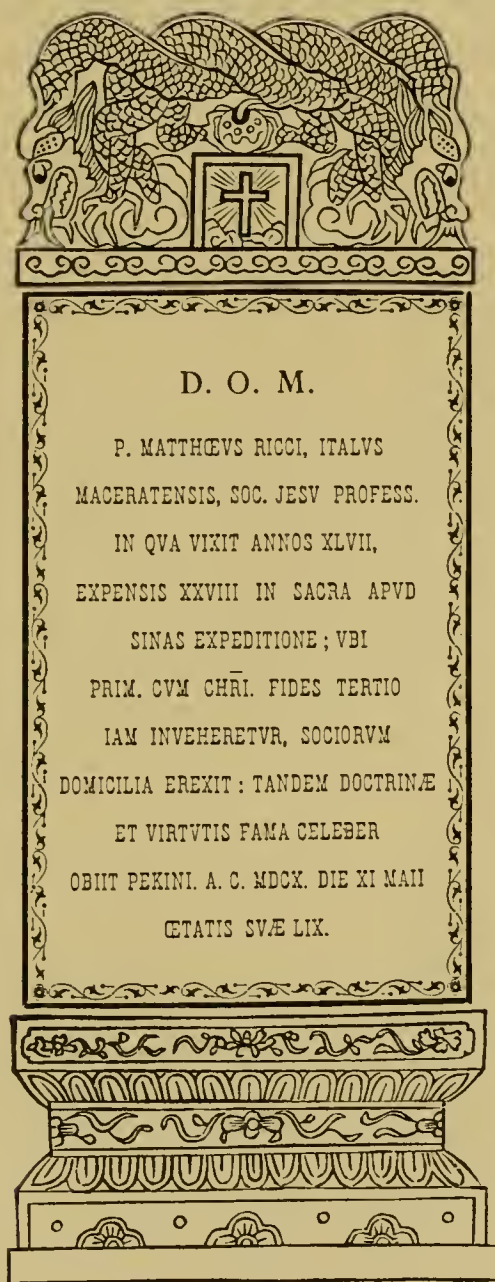 D. O. M.
P. MATTHŒVS RICCI, ITALVS
MACERATENSIS, SOC. JESV PROFESS.
IN QVA VIXIT ANNOS XLVII,
EXPENSIS XXVIII IN SACRA APVD
SINAS EXPEDITIONE ; VBI
PRIM. CVM CHR̄I. FIDES TERTIO
IAM INVEHERETVR, SOCIORVM
DOMICILIA EREXIT : TANDEM DOCTRINÆ
ET VIRTVTIS FAMA CELEBER
OBIIT PEKINI. A. C. MDCX. DIE XI MAII
ŒTATIS SVÆ LIX.